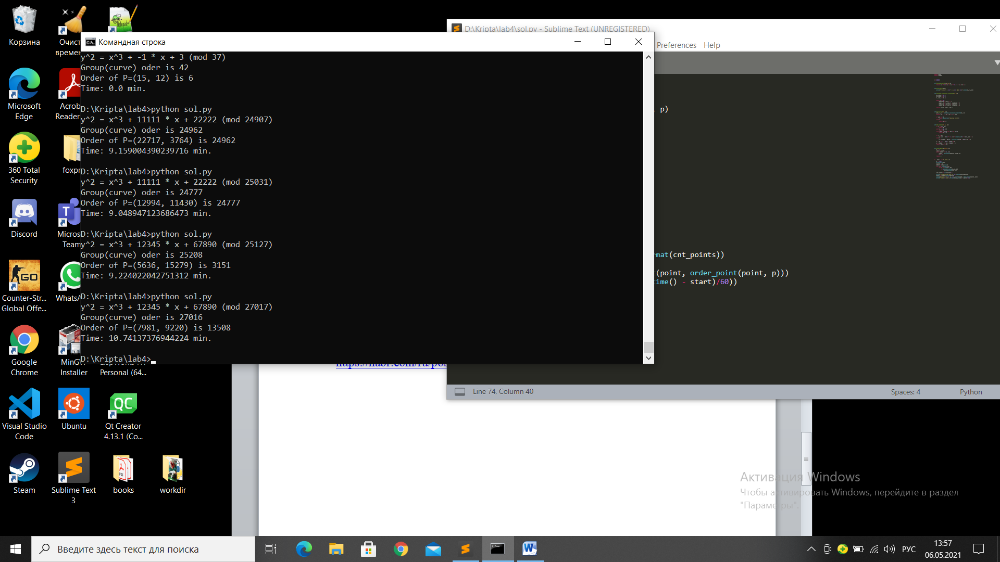 Корзина
Очист
времен
Microsoft
Edge
Acrob
Reader
360 Total
Security
foxpr
Discord
Micros
Team
Counter-Str...
Global Offe...
WhatsA
Google
Chrome
MinG
Installer
Personal (64...
Visual Studio
Code
Ubuntu
Qt Creator
4.13.1 (Co...
Steam
Sublime Text
3
books
workdir
Командная строка
y^2 = x^3 + -1 * x + 3 (mod 37)
Group(curve) oder is 42
Order of P=(15, 12) is 6
Time: 0.0 min.
D:\Kripta\lab4>python sol.py
y^2 = x^3 + 11111 * x + 22222 (mod 24907)
Group(curve) oder is 24962
Order of P=(22717, 3764) is 24962
Time: 9.159004390239716 min.
D:\Kripta\lab4>python sol.py
y^2 = x^3 + 11111 * x + 22222 (mod 25031)
Group(curve) oder is 24777
Order of P=(12994, 11430) is 24777
Time: 9.048947123686473 min.
D:\Kripta\lab4>python sol.py
y^2 = x^3 + 12345 * x + 67890 (mod 25127)
Group(curve) oder is 25208
Order of P=(5636, 15279) is 3151
Time: 9.224022042751312 min.
D:\Kripta\lab4>python sol.py
y^2 = x^3 + 12345 * x + 67890 (mod 27017)
Group(curve) oder is 27016
Order of P=(7981, 9220) is 13508
Time: 10.74137376944224 min.
D:\Kripta\lab4>
D:\Kripta\lab4\sol.py - Sublime Text (UNREGISTERED)
Preferences Help
p)
mat(cnt_points))
t(point, order_point(point, p)))
time() - start)/60))
Line 74, Column 40
Spaces: 4
Python
https://habr.com/ru/pos
Активация Windows
Чтобы активировать Windows, перейдите в раздел
"Параметры".
Введите здесь текст для поиска
РУС
13:57
06.05.2021